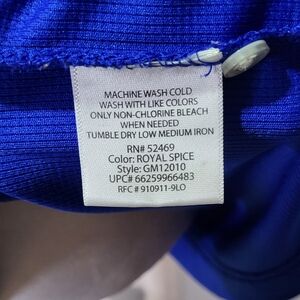 MACHINE WASH COLD
WASH WITH LIKE COLORS
ONLY NON-CHLORINE BLEACH
WHEN NEEDED
TUMBLE DRY LOW MEDIUM IRON
RN# 52469
Color: ROYAL SPICE
Style: GM12010
UPC# 66259966483
RFC # 910911-9LO